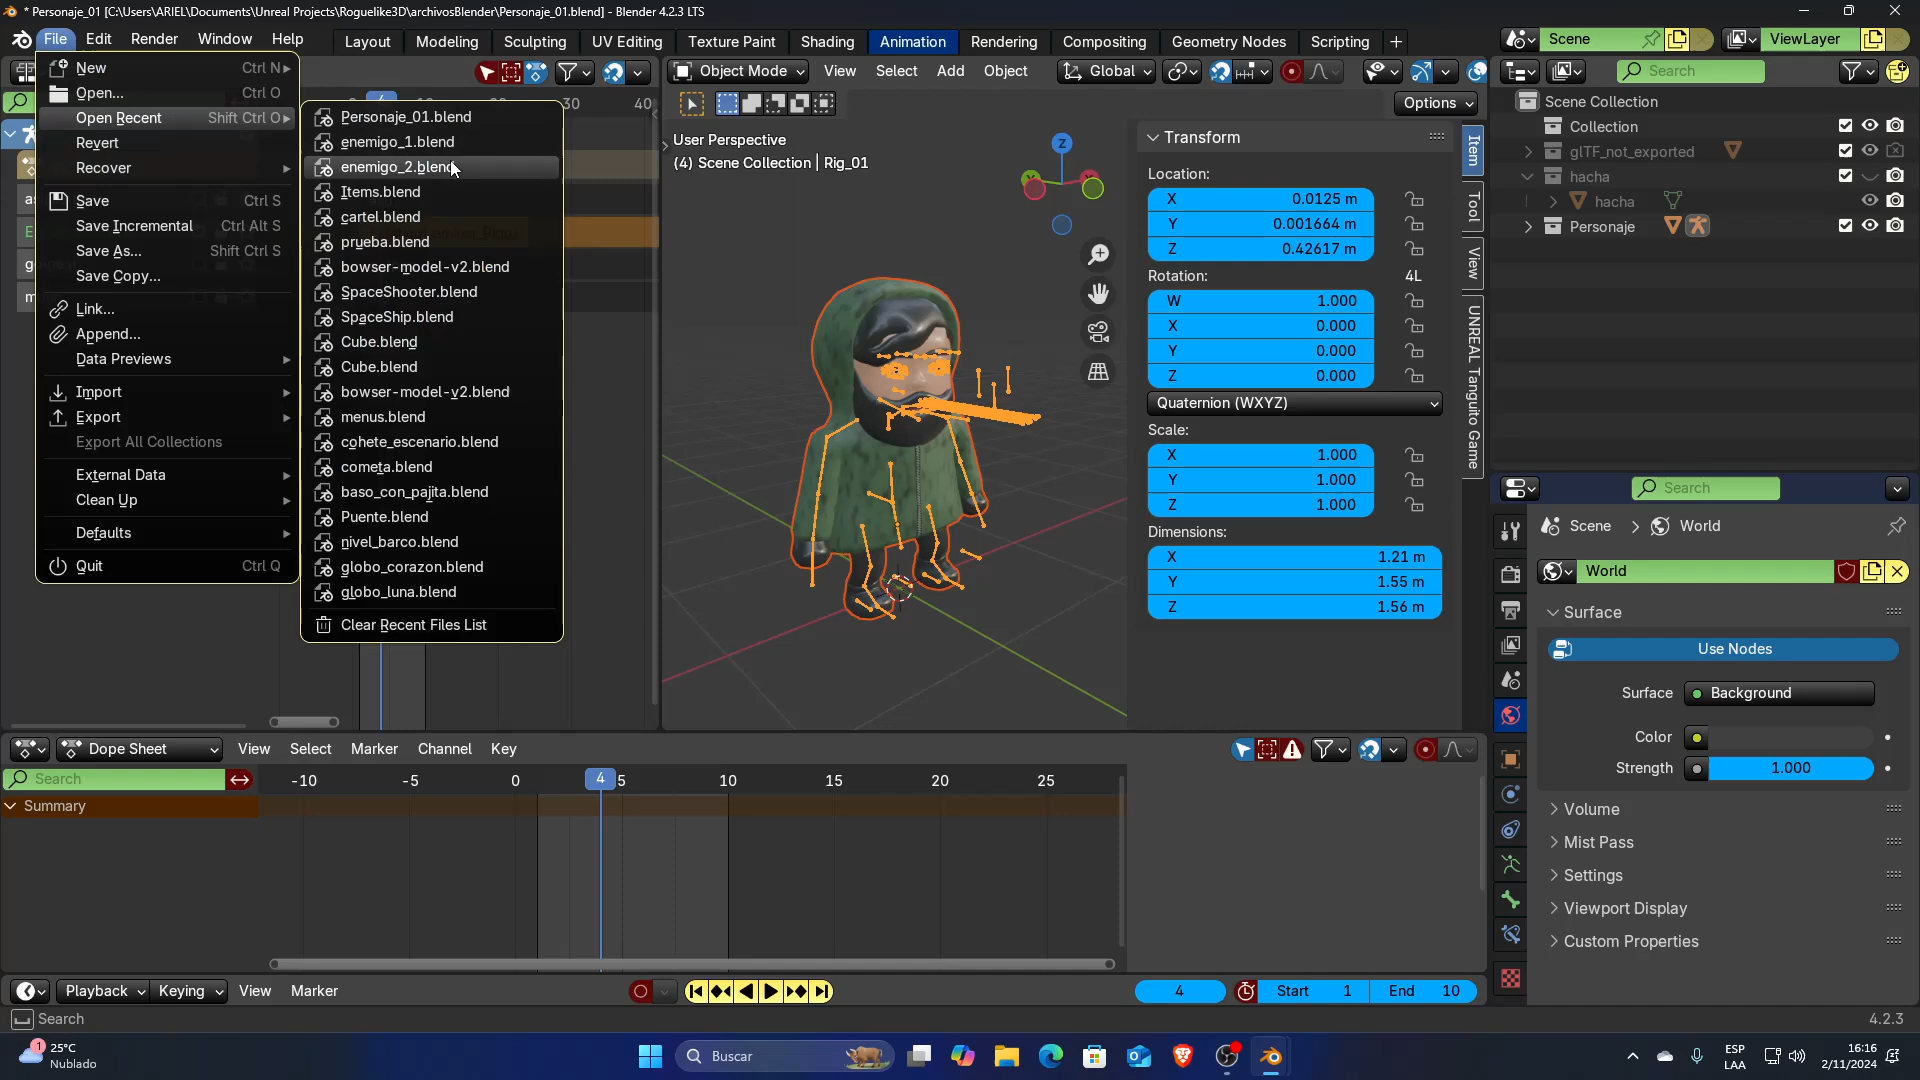 * Personaje_01 [C:\Users\ARIEL\Documents\Unreal Projects\Roguelike3D\archivosBlender\Personaje_01.blend] - Blender 4.2.3 LTS
File Edit Render Window Help
Layout Modeling Sculpting UV Editing Texture Paint Shading Animation Rendering Compositing Geometry Nodes Scripting +
Scene
ViewLayer
New Ctrl N
Open... Ctrl O
Open Recent Shift Ctrl O
Revert
Recover
Save Ctrl S
Save Incremental Ctrl Alt S
Save As... Shift Ctrl S
Save Copy...
Link...
Append...
Data Previews
Import
Export
Export All Collections
External Data
Clean Up
Defaults
Quit Ctrl Q
30 40
Personaje_01.blend
enemigo_1.blend
enemigo_2.blend
Items.blend
cartel.blend
prueba.blend
bowser-model-v2.blend
SpaceShooter.blend
SpaceShip.blend
Cube.blend
Cube.blend
bowser-model-v2.blend
menus.blend
cohete_escenario.blend
cometa.blend
baso_con_pajita.blend
Puente.blend
nivel_barco.blend
globo_corazon.blend
globo_luna.blend
Clear Recent Files List
Object Mode View Select Add Object Global
Options
User Perspective
(4) Scene Collection | Rig_01
Z
Transform
Location:
X 0.0125 m
Y 0.001664 m
Z 0.42617 m
Rotation: 4L
W 1.000
X 0.000
Y 0.000
Z 0.000
Quaternion (WXYZ)
Scale:
X 1.000
Y 1.000
Z 1.000
Dimensions:
X 1.21 m
Y 1.55 m
Z 1.56 m
Item
Tool
View
UNREAL Tanguito Game
Search
Scene Collection
Collection
glTF_not_exported
hacha
hacha
Personaje
Search
Scene > World
World
Surface
Use Nodes
Surface Background
Color
Strength 1.000
Volume
Mist Pass
Settings
Viewport Display
Custom Properties
Dope Sheet View Select Marker Channel Key
Search
-10 -5 0 4 5 10 15 20 25
Summary
Playback Keying View Marker
4 Start 1 End 10
Search
4.2.3
1
25°C
Nublado
Buscar
ESP
LAA
16:16
2/11/2024